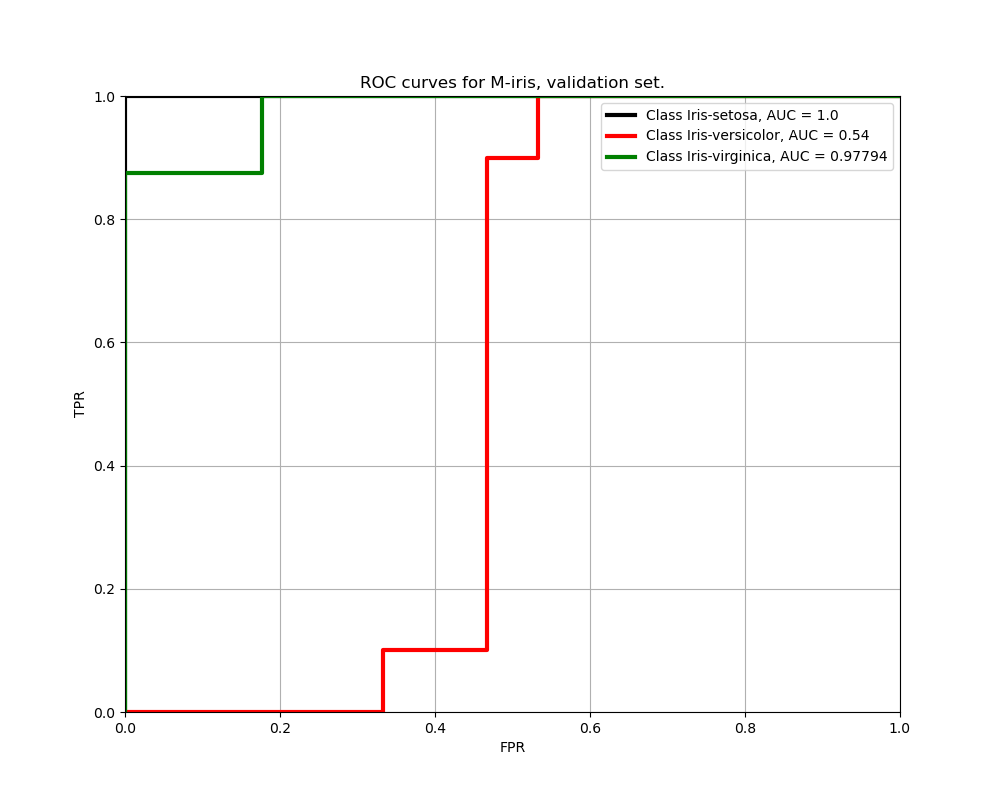 ROC curves for M-iris, validation set.
1.0
0.8
0.6
0.4
0.2
0.0
TPR
Class Iris-setosa, AUC = 1.0
Class Iris-versicolor, AUC = 0.54
Class Iris-virginica, AUC = 0.97794
0.0 0.2 0.4 0.6 0.8 1.0
FPR